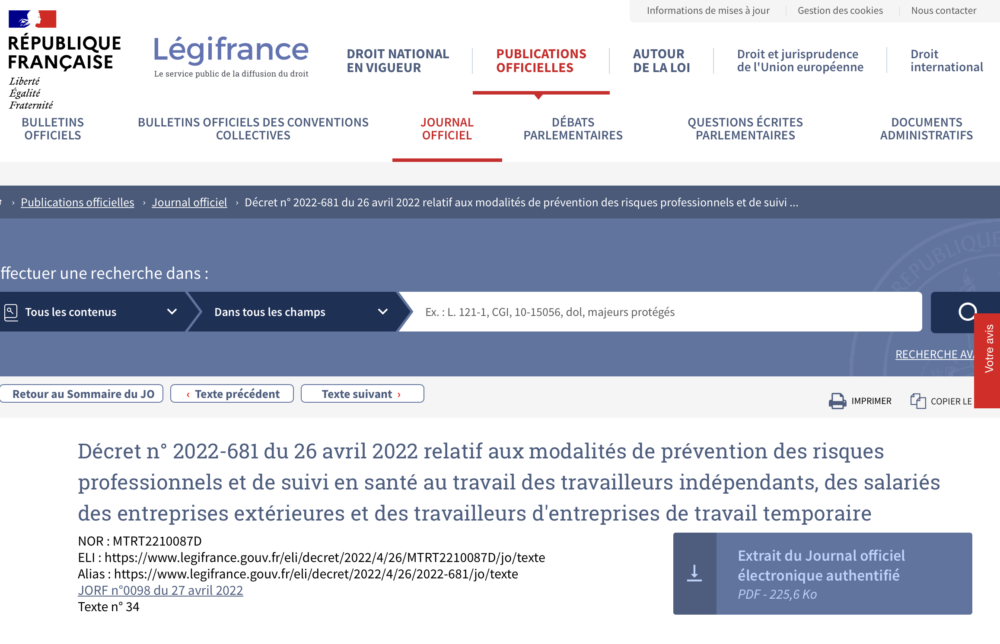 Informations de mises à jour
Gestion des cookies
Nous contacter
RÉPUBLIQUE
FRANÇAISE
Liberté
Égalité
Fraternité
Légifrance
Le service public de la diffusion du droit
DROIT NATIONAL
EN VIGUEUR
PUBLICATIONS
OFFICIELLES
AUTOUR
DE LA LOI
Droit et jurisprudence
de l'Union européenne
Droit
international
BULLETINS
OFFICIELS
BULLETINS OFFICIELS DES CONVENTIONS
COLLECTIVES
JOURNAL
OFFICIEL
DÉBATS
PARLEMENTAIRES
QUESTIONS ÉCRITES
PARLEMENTAIRES
DOCUMENTS
ADMINISTRATIFS
› Publications officielles › Journal officiel › Décret n° 2022-681 du 26 avril 2022 relatif aux modalités de prévention des risques professionnels et de suivi ...
REPUBLIQUE
ffectuer une recherche dans :
Tous les contenus
Dans tous les champs
Ex. : L. 121-1, CGI, 10-15056, dol, majeurs protégés
Votre avis
RECHERCHE AVA
Retour au Sommaire du JO
‹ Texte précédent
Texte suivant ›
IMPRIMER
COPIER LE
Décret n° 2022-681 du 26 avril 2022 relatif aux modalités de prévention des risques
professionnels et de suivi en santé au travail des travailleurs indépendants, des salariés
des entreprises extérieures et des travailleurs d'entreprises de travail temporaire
NOR : MTRT2210087D
ELI : https://www.legifrance.gouv.fr/eli/decret/2022/4/26/MTRT2210087D/jo/texte
Alias : https://www.legifrance.gouv.fr/eli/decret/2022/4/26/2022-681/jo/texte
JORF n°0098 du 27 avril 2022
Texte n° 34
Extrait du Journal officiel
électronique authentifié
PDF - 225,6 Ko